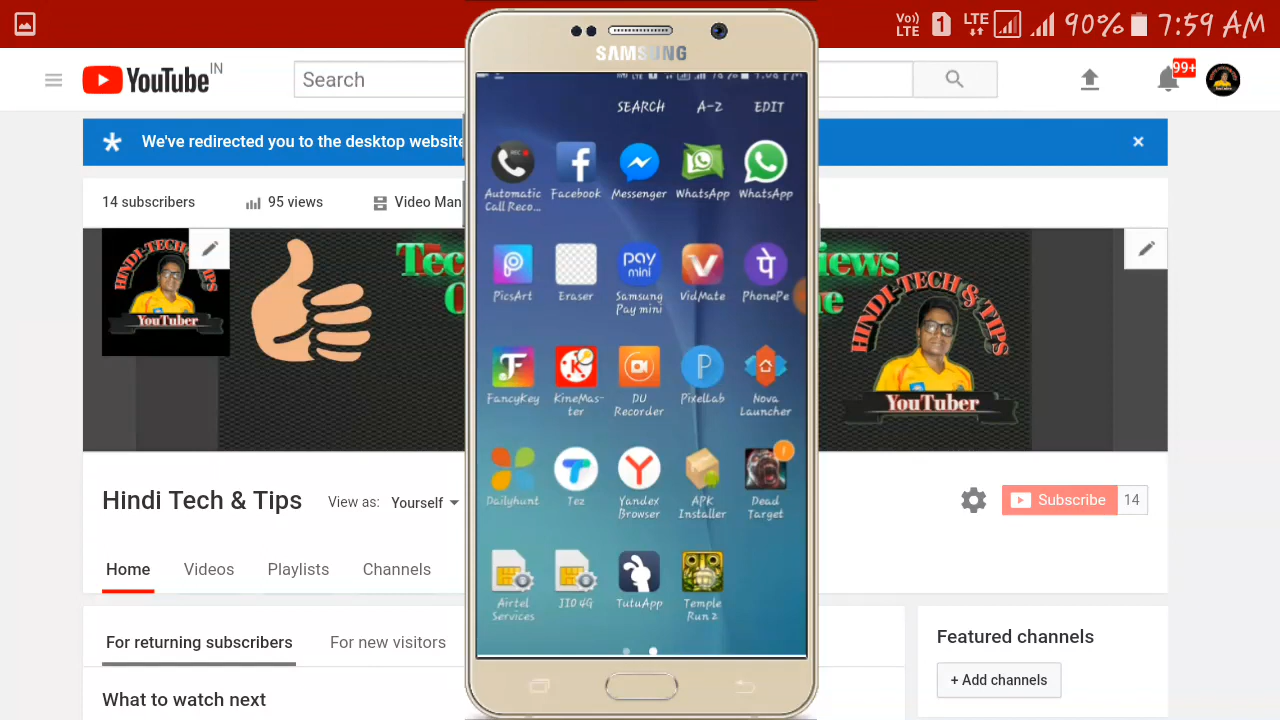 Vo) LTE 1 LTE 90% 7:59 AM
YouTube IN
Search
99+
We've redirected you to the desktop website
14 subscribers
95 views
Video Man
HINDI-TECH & TIPS
YouTuber
Tec
iews
HINDI-TECH & TIPS
YouTuber
Hindi Tech & Tips
View as: Yourself
Subscribe 14
Home Videos Playlists Channels
For returning subscribers For new visitors
What to watch next
Featured channels
+ Add channels
SAMSUNG
SEARCH A-Z EDIT
Automatic Call Reco...
Facebook
Messenger
WhatsApp
WhatsApp
PicsArt
Eraser
pay mini
Samsung Pay mini
VidMate
पे
PhonePe
FancyKey
KineMas-ter
DU Recorder
PixelLab
Nova Launcher
Dailyhunt
Tez
Yandex Browser
APK Installer
Dead Target
Airtel Services
JIO 4G
TutuApp
Temple Run 2